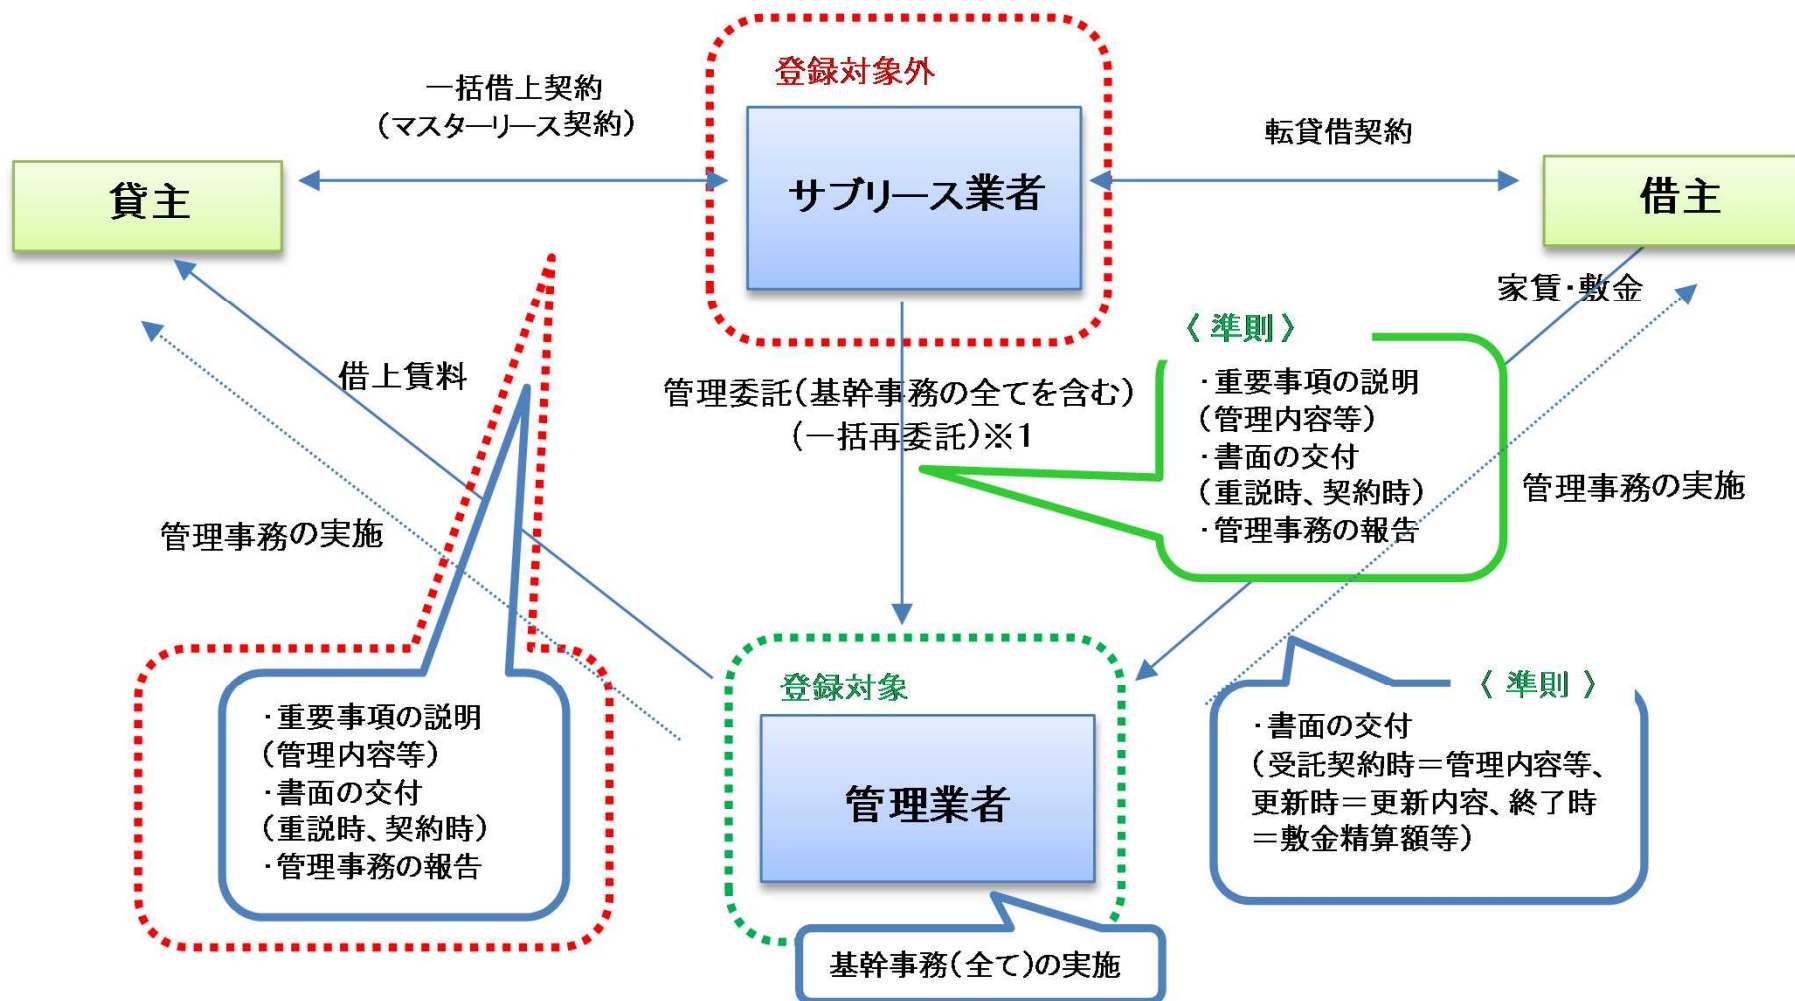 登録対象外
一括借上契約
(マスターリース契約)
転貸借契約
貸主
サブリース業者
借主
家賃・敷金
〈 準則 〉
・重要事項の説明
(管理内容等)
・書面の交付
(重説時、契約時)
・管理事務の報告
借上賃料
管理委託(基幹事務の全てを含む)
(一括再委託)※1
管理事務の実施
管理事務の実施
登録対象
管理業者
・重要事項の説明
(管理内容等)
・書面の交付
(重説時、契約時)
・管理事務の報告
〈 準則 〉
・書面の交付
(受託契約時=管理内容等、
更新時=更新内容、終了時
=敷金精算額等)
基幹事務(全て)の実施